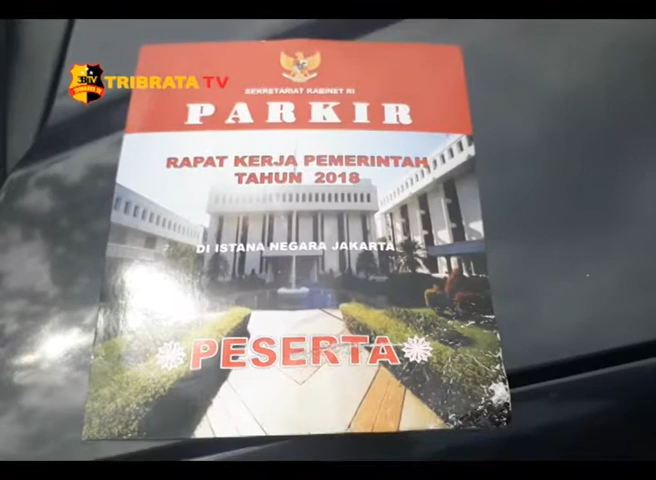 TRIBRATA TV
SEKRETARIAT KABINET RI
PARKIR
RAPAT KERJA PEMERINTAH
TAHUN 2018
DI ISTANA NEGARA JAKARTA
PESERTA